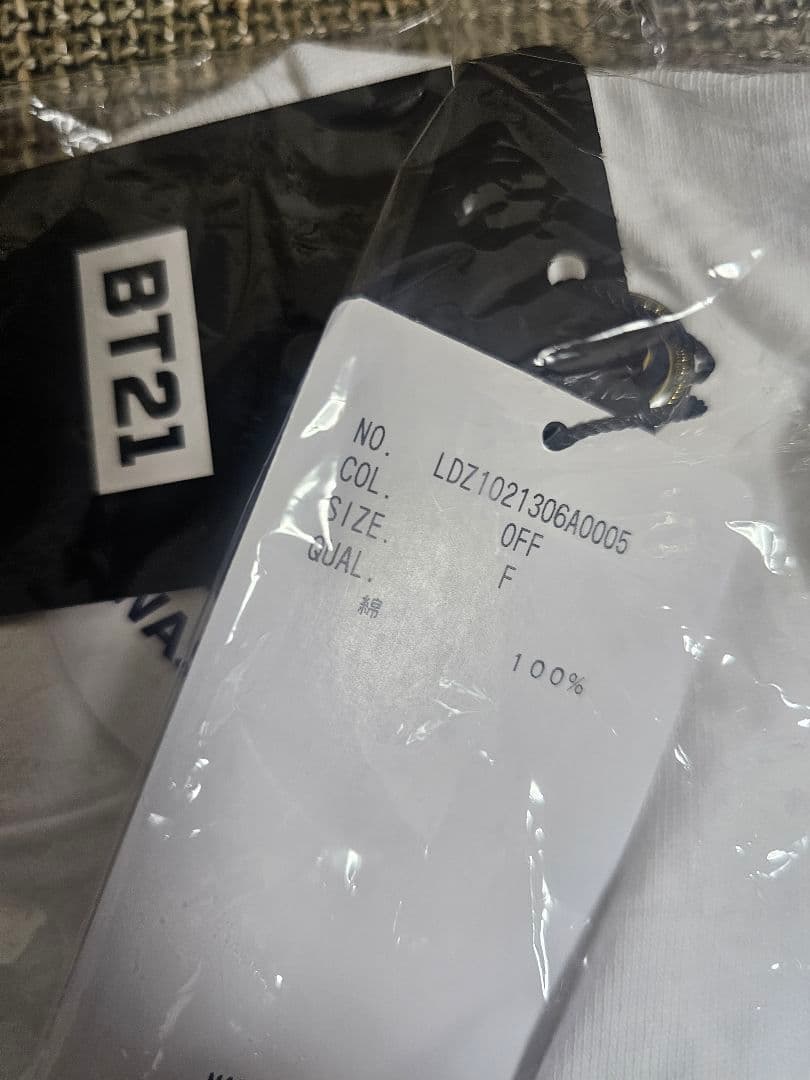 BT21
NO. LDZ1021306A0005
COL. OFF
SIZE. F
QUAL.
綿 100%